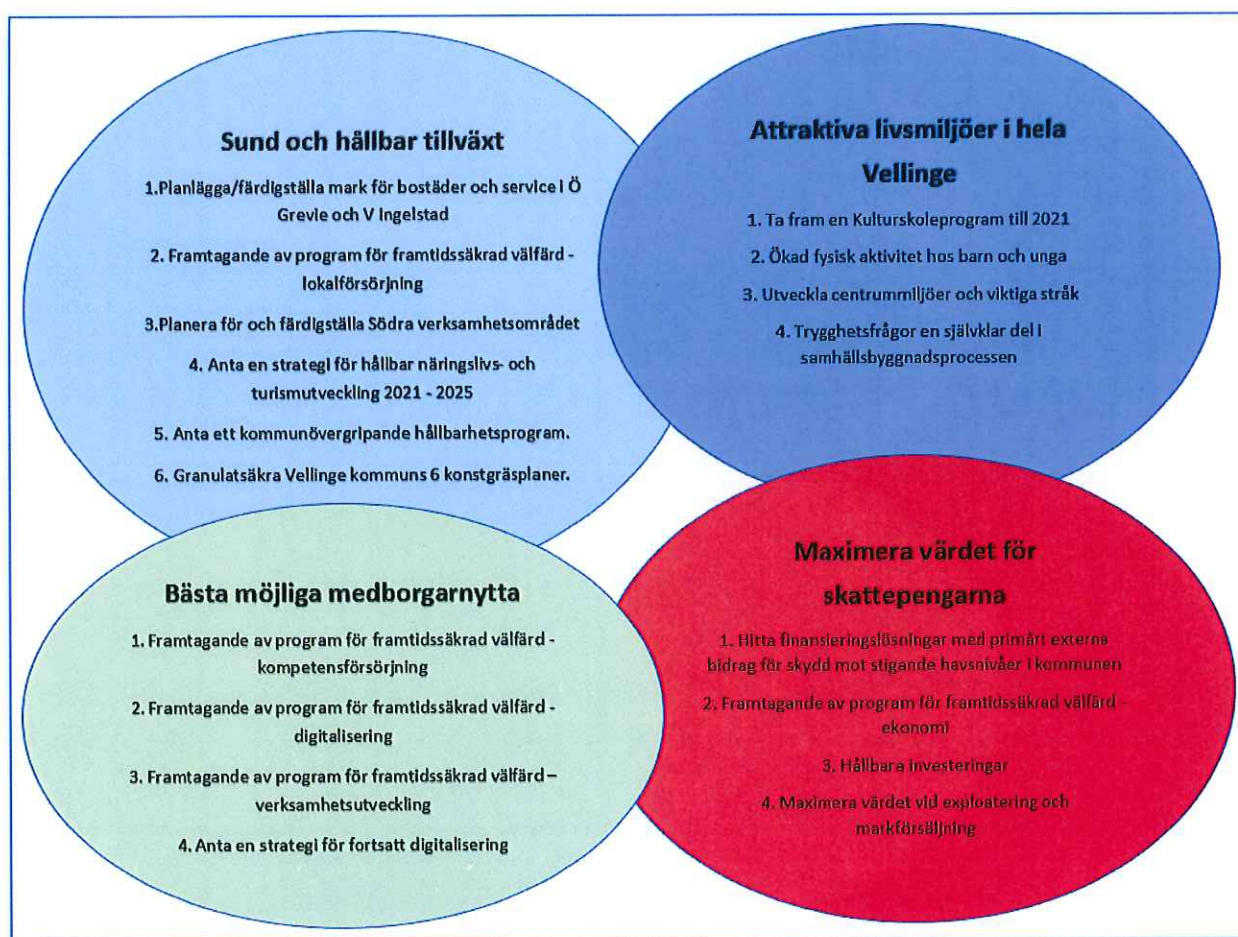 Sund och hållbar tillväxt
1.Planlägga/färdigställa mark för bostäder och service i Ö
Grevie och V Ingelstad
2. Framtagande av program för framtidssäkrad välfärd -
lokalförsörjning
3.Planera för och färdigställa Södra verksamhetsområdet
4. Anta en strategi för hållbar näringslivs- och
turismutveckling 2021 - 2025
5. Anta ett kommunövergripande hållbarhetsprogram.
6. Granulatsäkra Vellinge kommuns 6 konstgräsplaner.
Attraktiva livsmiljöer i hela
Vellinge
1. Ta fram en Kulturskoleprogram till 2021
2. Ökad fysisk aktivitet hos barn och unga
3. Utveckla centrummiljöer och viktiga stråk
4. Trygghetsfrågor en självklar del i
samhällsbyggnadsprocessen
Bästa möjliga medborgarnytta
1. Framtagande av program för framtidssäkrad välfärd -
kompetensförsörjning
2. Framtagande av program för framtidssäkrad välfärd -
digitalisering
3. Framtagande av program för framtidssäkrad välfärd –
verksamhetsutveckling
4. Anta en strategi för fortsatt digitalisering
Maximera värdet för
skattepengarna
1. Hitta finansieringslösningar med primärt externa
bidrag för skydd mot stigande havsnivåer i kommunen
2. Framtagande av program för framtidssäkrad välfärd -
ekonomi
3. Hållbara investeringar
4. Maximera värdet vid exploatering och
markförsäljning